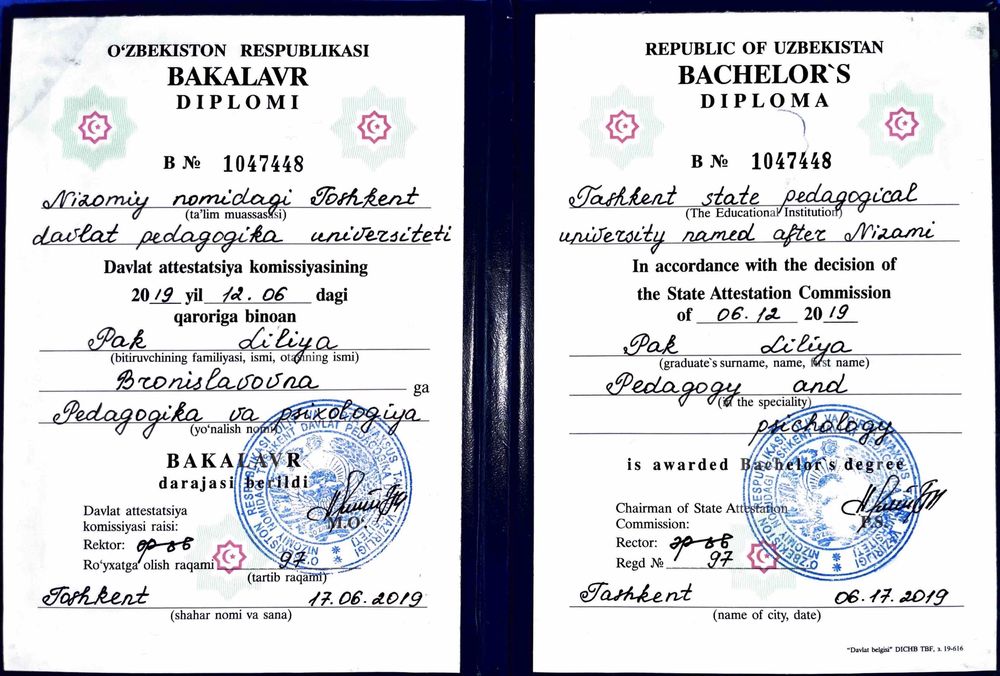 O‘ZBEKISTON RESPUBLIKASI
BAKALAVR
DIPLOMI
B № 1047448
Nizomiy nomidagi Toshkent
(ta'lim muassasasi)
davlat pedagogika universiteti
Davlat attestatsiya komissiyasining
2019 yil 12.06 dagi
qaroriga binoan
Pak Liliya
(bitiruvchining familiyasi, ismi, otasining ismi)
Bronislavovna ga
Pedagogika va psixologiya
(yo‘nalish nomi)
BAKALAVR
darajasi berildi
Davlat attestatsiya
komissiyasi raisi:
M.O‘.
Rektor:
Ro‘yxatga olish raqami 97
(tartib raqami)
Toshkent 17.06.2019
(shahar nomi va sana)
REPUBLIC OF UZBEKISTAN
BACHELOR`S
DIPLOMA
B № 1047448
Tashkent state pedagogical
(The Educational Institution)
university named after Nizami
In accordance with the decision of
the State Attestation Commission
of 06.12 2019
Pak Liliya
(graduate`s surname, name, first name)
Pedagogy and
(the speciality)
psichology
is awarded Bachelor`s degree
Chairman of State Attestation
Commission:
P.S.
Rector:
Regd № 97
Tashkent 06.17.2019
(name of city, date)
"Davlat belgisi" DICHB TBF, з. 19-616